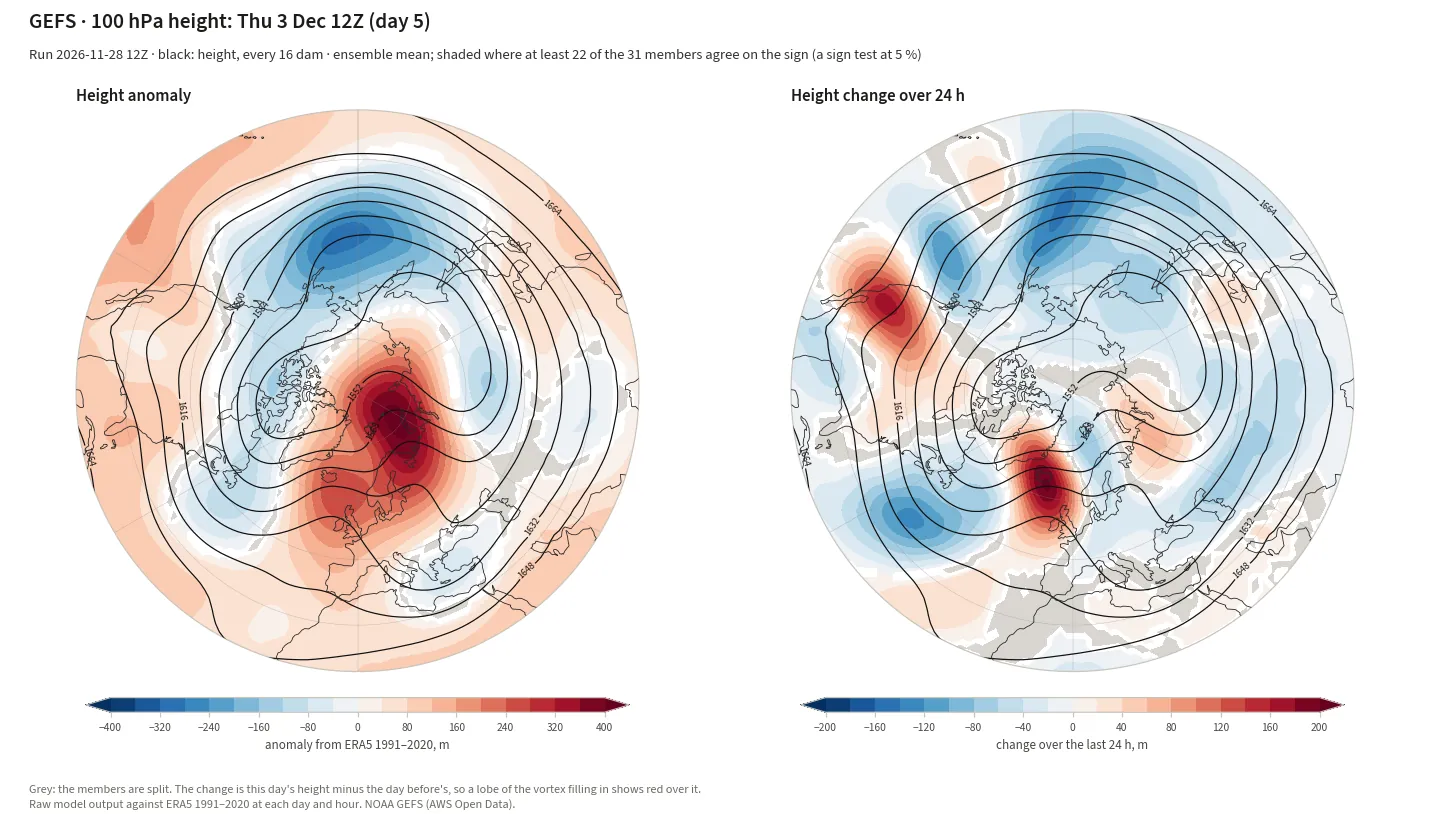 GEFS · 100 hPa height: Thu 3 Dec 12Z (day 5)
Run 2026-11-28 12Z · black: height, every 16 dam · ensemble mean; shaded where at least 22 of the 31 members agree on the sign (a sign test at 5 %)
Height anomaly
Height change over 24 h
1664
1664
1616
1616
1552
1552
1664
1664
1632
1632
1648
1648
−400 −320 −240 −160 −80 0 80 160 240 320 400
−200 −160 −120 −80 −40 0 40 80 120 160 200
anomaly from ERA5 1991–2020, m
change over the last 24 h, m
Grey: the members are split. The change is this day's height minus the day before's, so a lobe of the vortex filling in shows red over it.
Raw model output against ERA5 1991–2020 at each day and hour. NOAA GEFS (AWS Open Data).